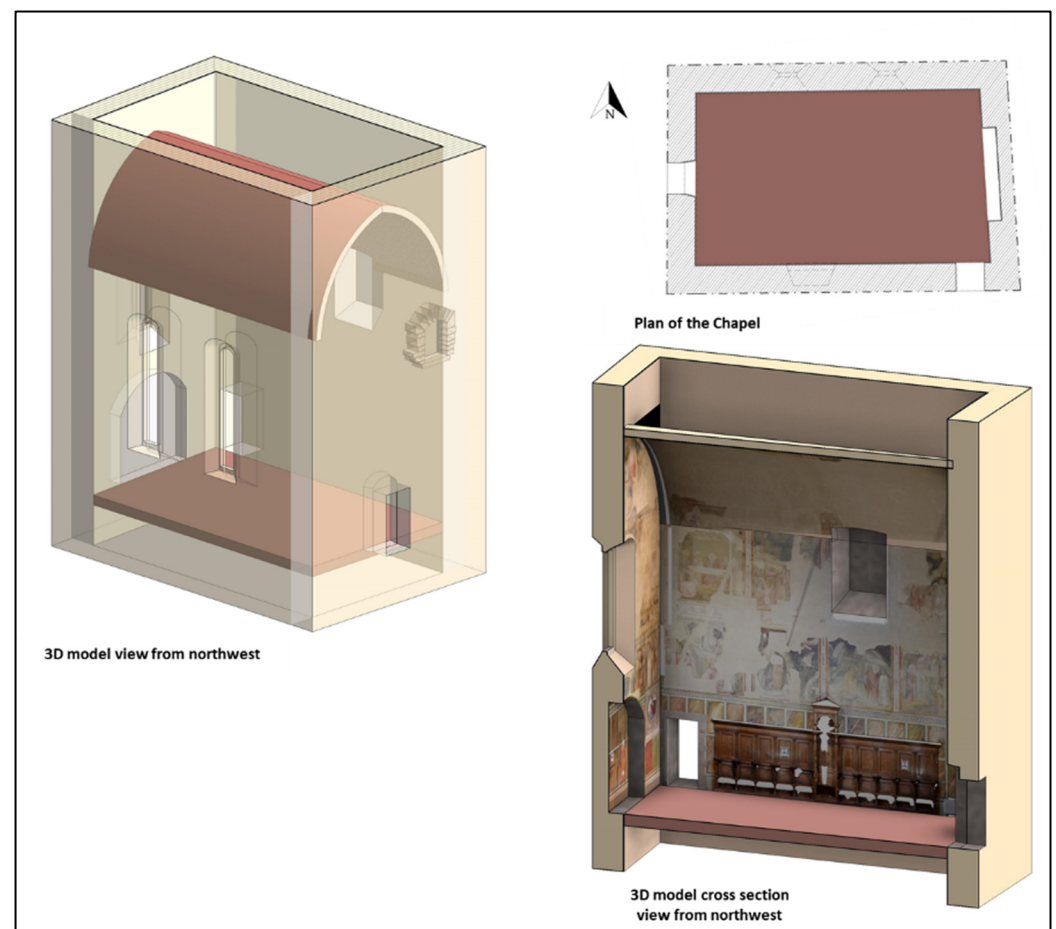 N
Plan of the Chapel
3D model view from northwest
3D model cross section
view from northwest